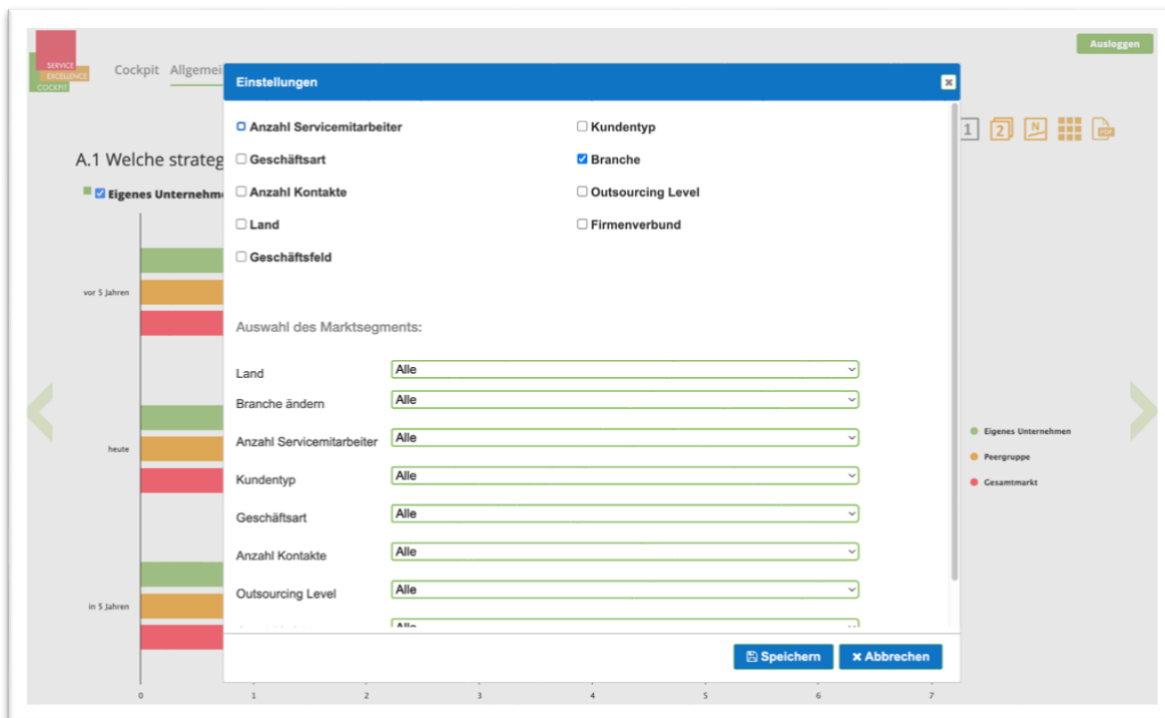 Ausloggen
SERVICE
EXCELLENCE
COCKPIT
Cockpit Allgemei
Einstellungen
Anzahl Servicemitarbeiter
Kundentyp
1 2 N PDF
A.1 Welche strateg
Geschäftsart
Branche
Eigenes Unternehm
Anzahl Kontakte
Outsourcing Level
Land
Firmenverbund
Geschäftsfeld
vor 5 Jahren
Auswahl des Marktsegments:
Land Alle
Branche ändern Alle
Anzahl Servicemitarbeiter Alle
heute
Kundentyp Alle
Geschäftsart Alle
Anzahl Kontakte Alle
Outsourcing Level Alle
Alle
in 5 Jahren
Eigenes Unternehmen
Peergruppe
Gesamtmarkt
Speichern Abbrechen
0 1 2 3 4 5 6 7